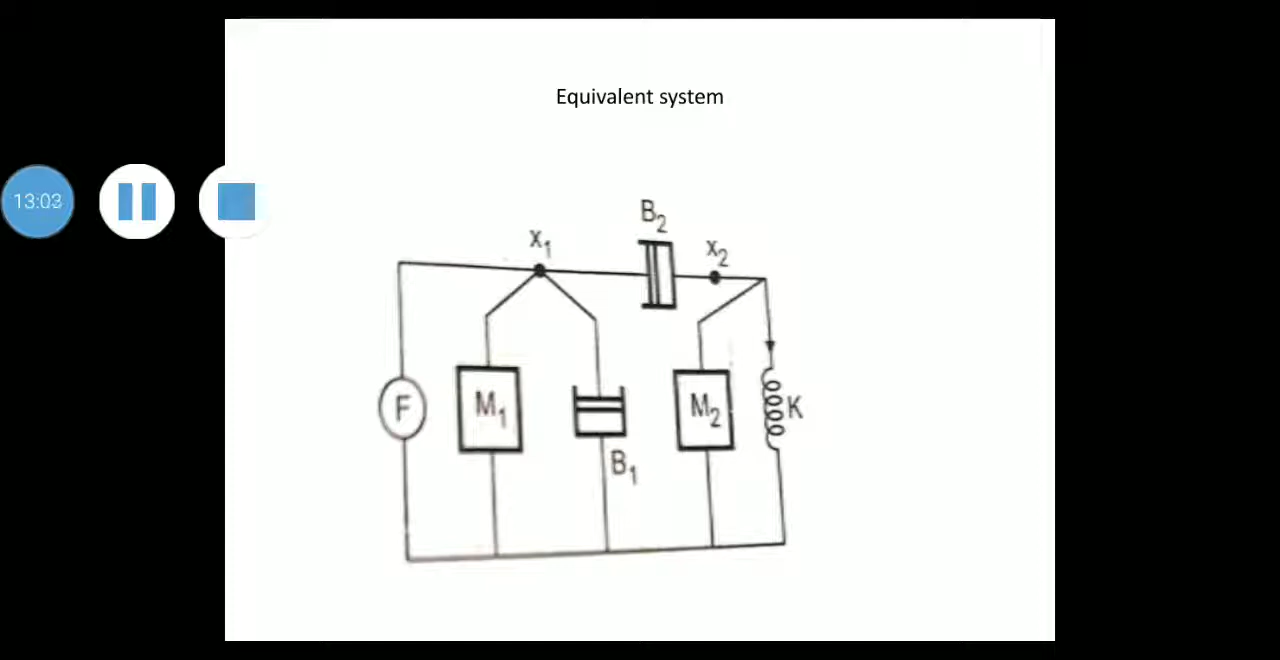 Equivalent system
13:03
B₂
x₁
x₂
F
M₁
M₂
K
B₁